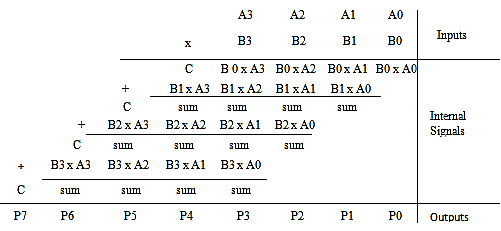 A3 A2 A1 A0
x B3 B2 B1 B0 Inputs
C B 0 x A3 B0 x A2 B0 x A1 B0 x A0
+ B1 x A3 B1 x A2 B1 x A1 B1 x A0
C sum sum sum sum
+ B2 x A3 B2 x A2 B2 x A1 B2 x A0
C sum sum sum sum
+ B3 x A3 B3 x A2 B3 x A1 B3 x A0
C sum sum sum sum
Internal
Signals
P7 P6 P5 P4 P3 P2 P1 P0 Outputs